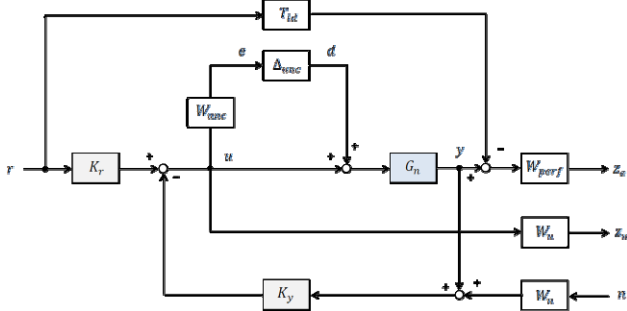 T_id
e Δ_unc d
W_unc
+
r K_r + - u + G_n y + - W_perf z_e
W_u z_u
+ +
K_y W_n n